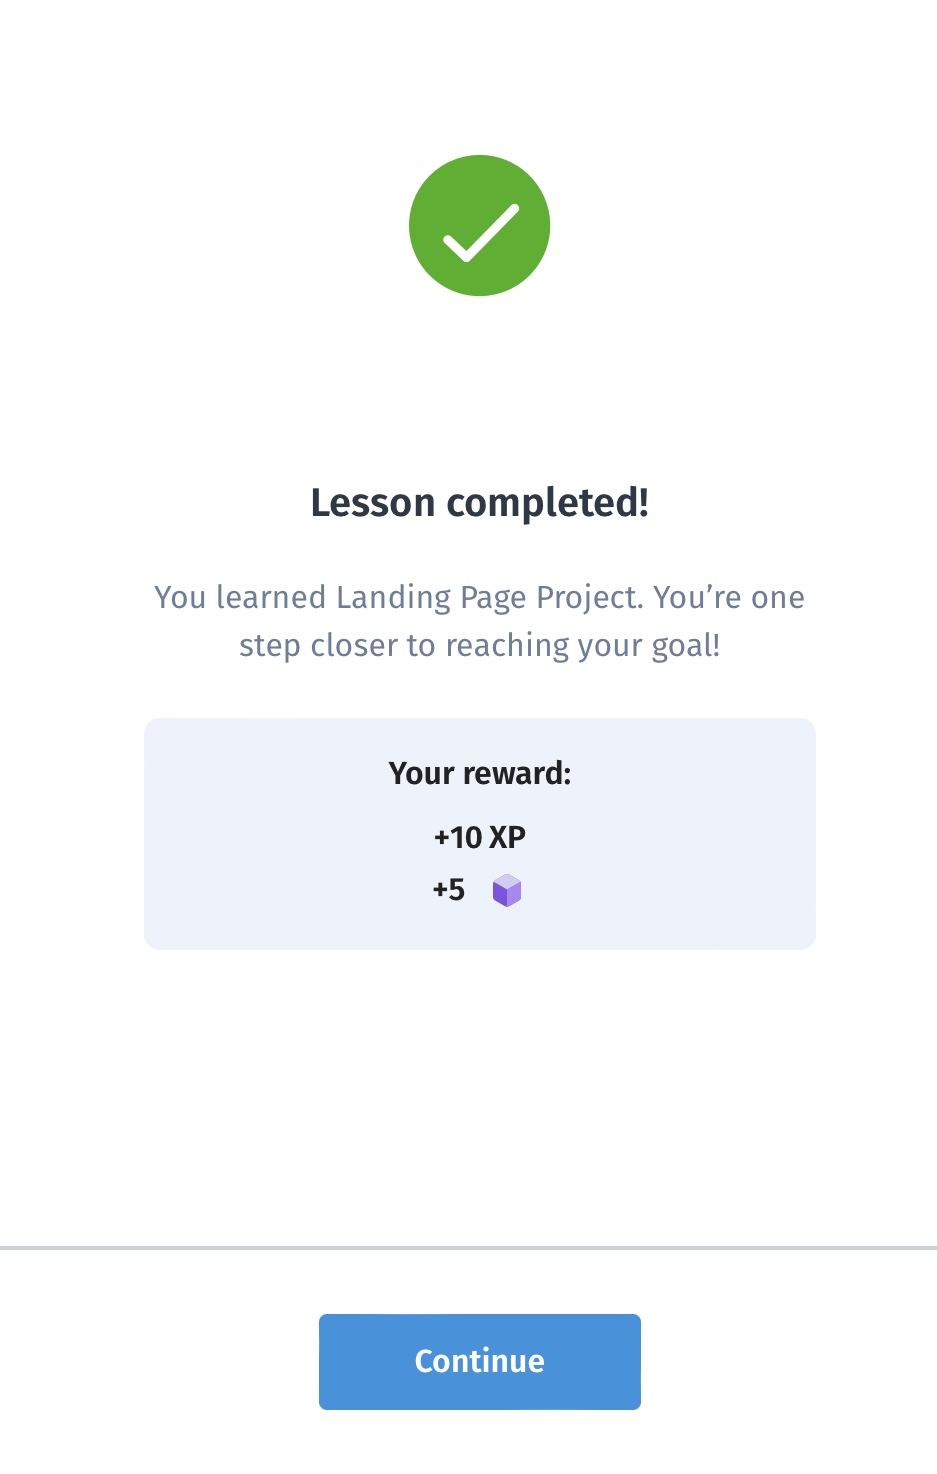 Lesson completed!
You learned Landing Page Project. You’re one
step closer to reaching your goal!
Your reward:
+10 XP
+5
Continue